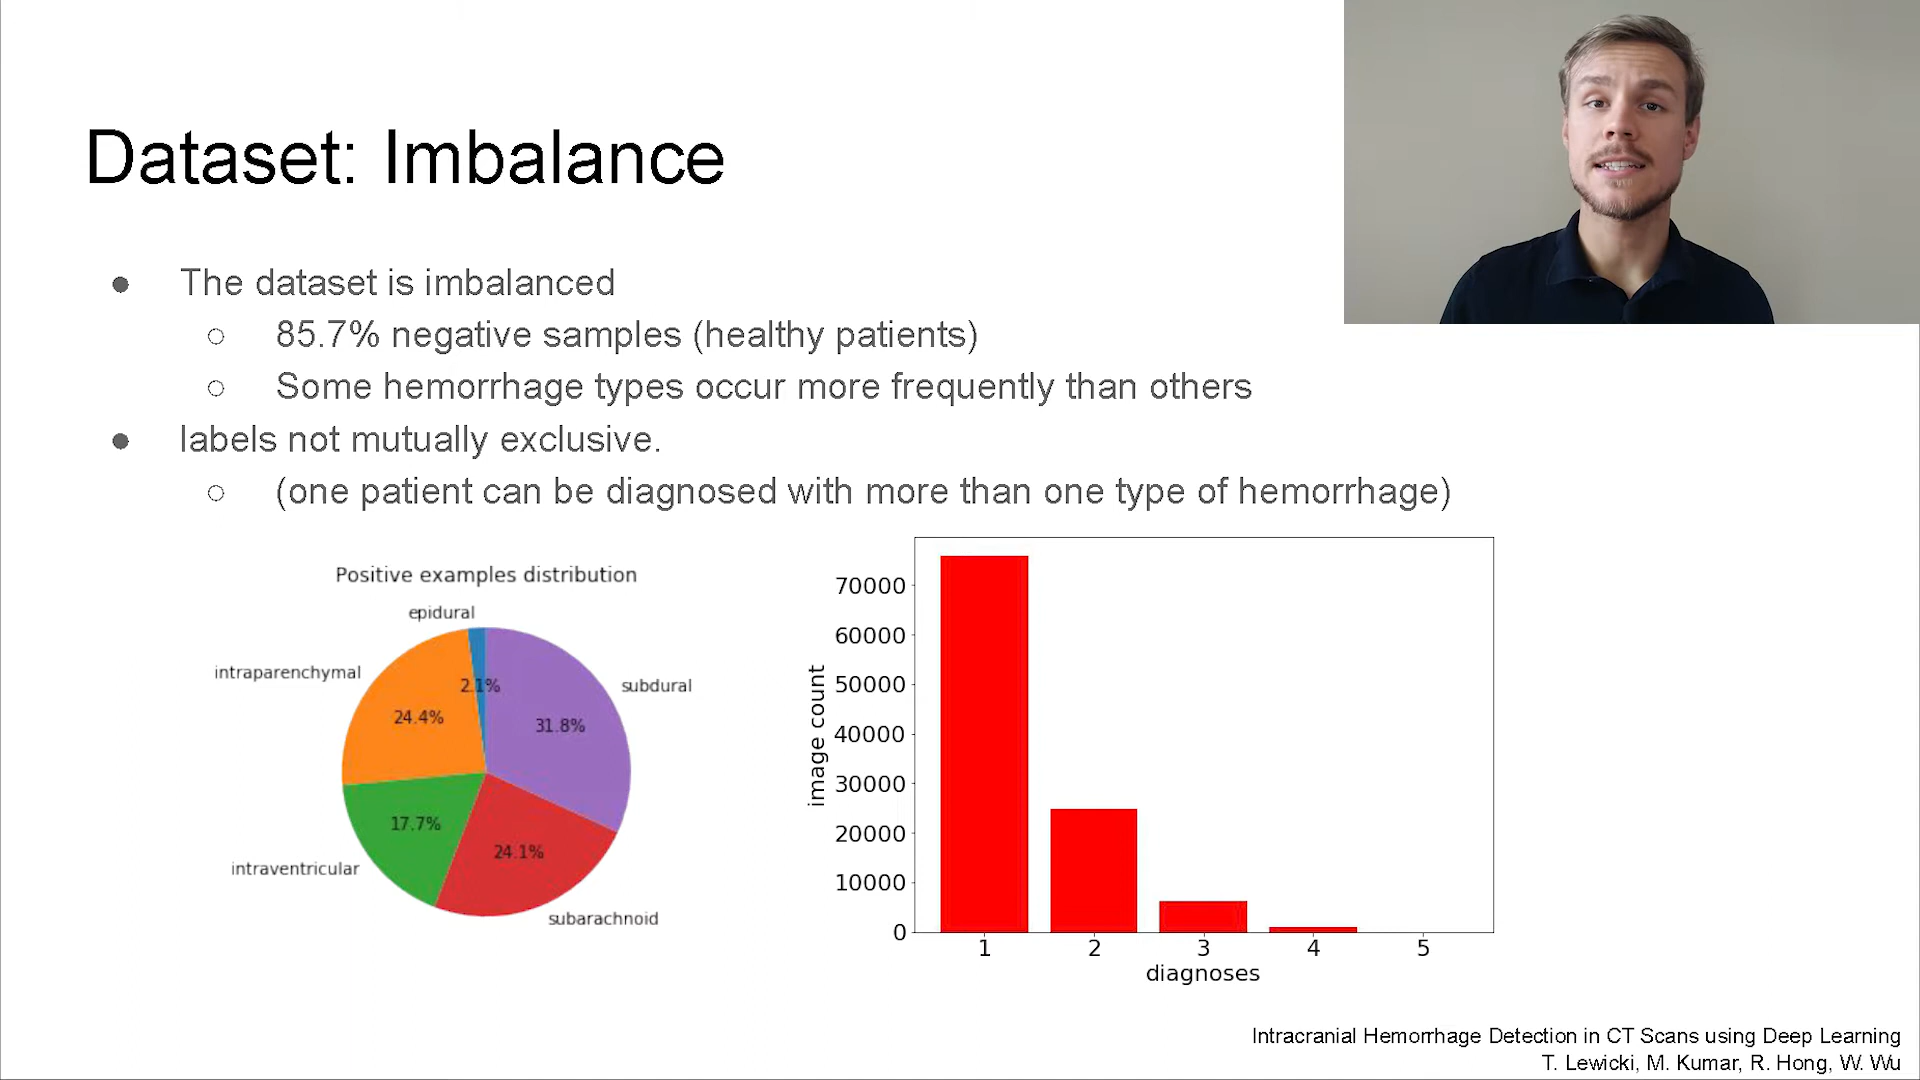 Dataset: Imbalance
The dataset is imbalanced
85.7% negative samples (healthy patients)
Some hemorrhage types occur more frequently than others
labels not mutually exclusive.
(one patient can be diagnosed with more than one type of hemorrhage)
Positive examples distribution
epidural
intraparenchymal
2.1%
subdural
24.4%
31.8%
17.7%
24.1%
intraventricular
subarachnoid
70000
60000
50000
40000
30000
20000
10000
0
image count
1 2 3 4 5
diagnoses
Intracranial Hemorrhage Detection in CT Scans using Deep Learning
T. Lewicki, M. Kumar, R. Hong, W. Wu